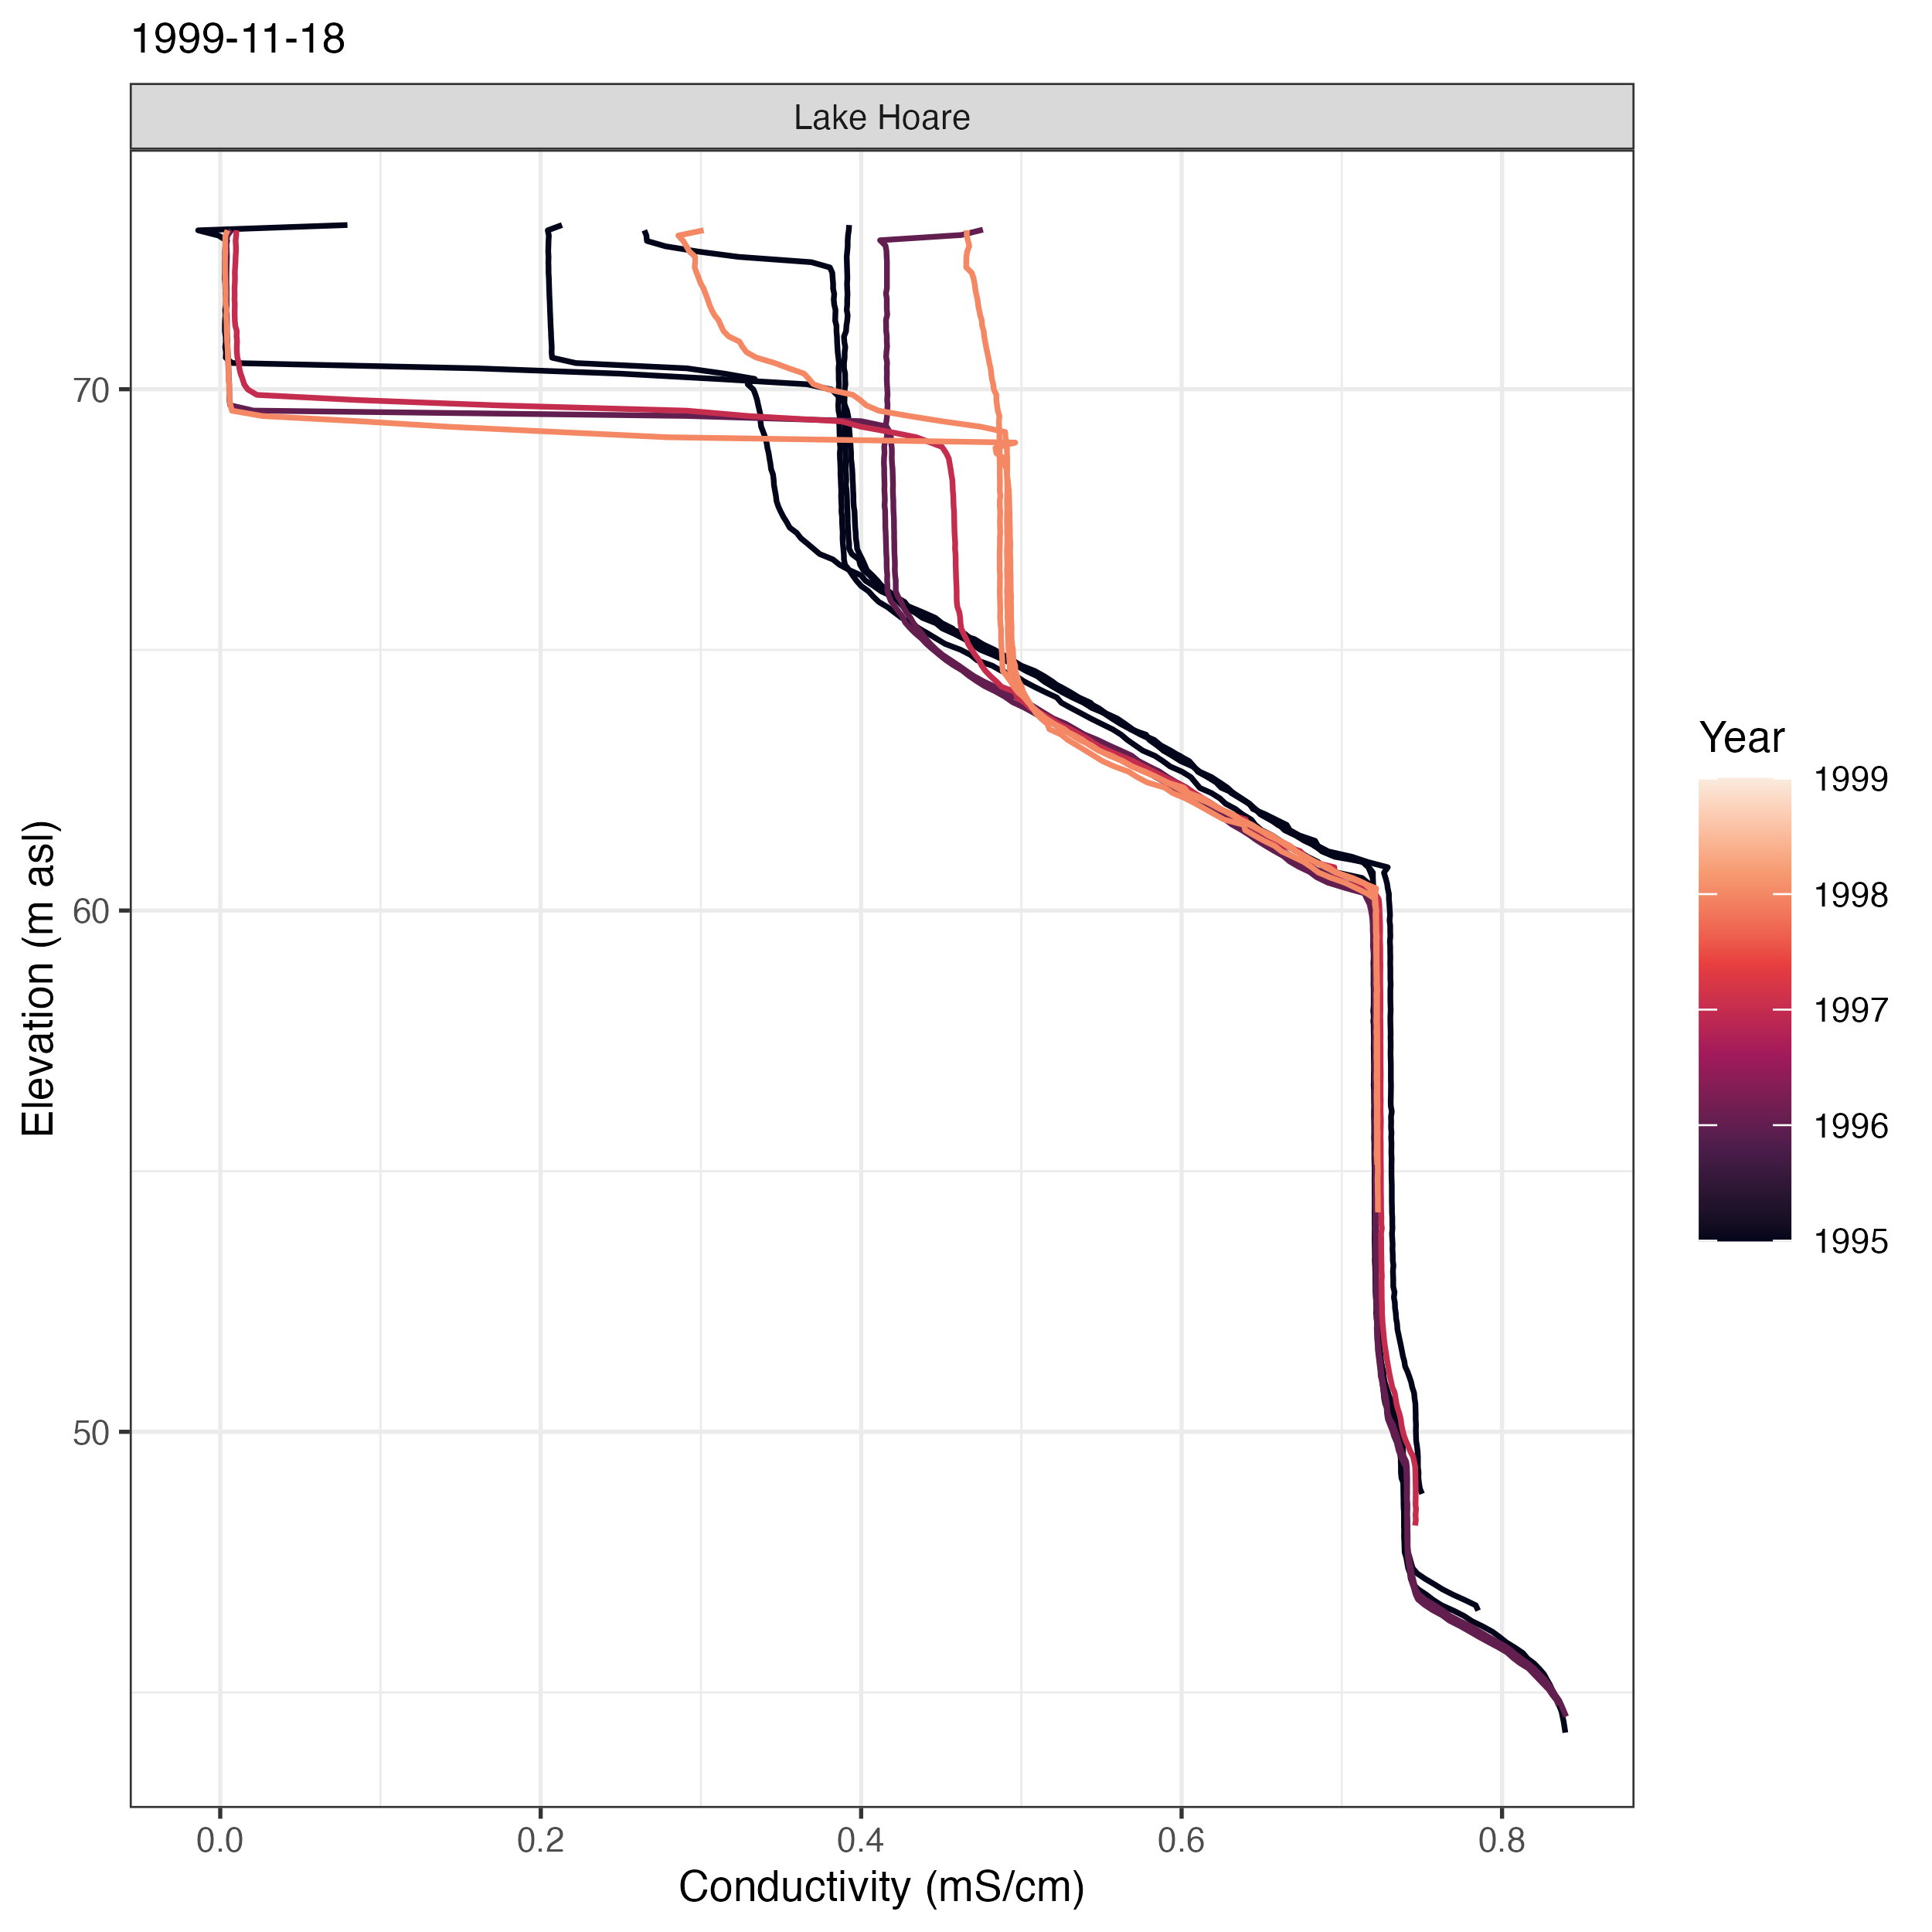 1999-11-18
Lake Hoare
70
60
50
Elevation (m asl)
0.0 0.2 0.4 0.6 0.8
Conductivity (mS/cm)
Year
1999
1998
1997
1996
1995